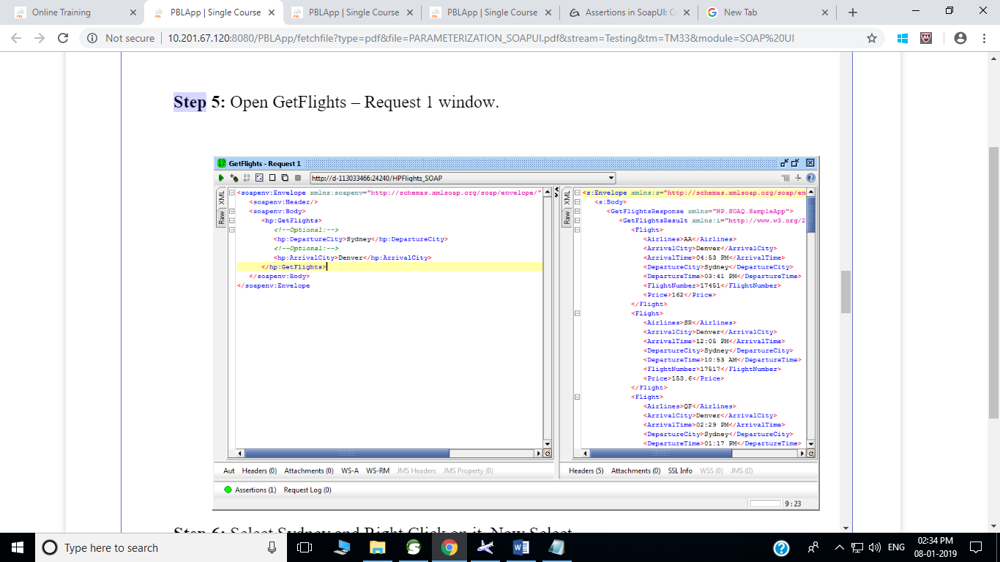 Online Training
PBLApp | Single Course
PBLApp | Single Course
PBLApp | Single Course
Assertions in SoapUI: C
New Tab
Not secure | 10.201.67.120:8080/PBLApp/fetchfile?type=pdf&file=PARAMETERIZATION_SOAPUI.pdf&stream=Testing&tm=TM33&module=SOAP%20UI
Step 5: Open GetFlights – Request 1 window.
GetFlights - Request 1
http://d-113033466:24240/HPFlights_SOAP
XML
Raw
<soapenv:Envelope xmlns:soapenv="http://schemas.xmlsoap.org/soap/envelope/"
<soapenv:Header/>
<soapenv:Body>
<hp:GetFlights>
<!--Optional:-->
<hp:DepartureCity>Sydney</hp:DepartureCity>
<!--Optional:-->
<hp:ArrivalCity>Denver</hp:ArrivalCity>
</hp:GetFlights>
</soapenv:Body>
</soapenv:Envelope
XML
Raw
<s:Envelope xmlns:s="http://schemas.xmlsoap.org/soap/en
<s:Body>
<GetFlightsResponse xmlns="HP.SOAQ.SampleApp">
<GetFlightsResult xmlns:i="http://www.w3.org/2
<Flight>
<Airlines>AA</Airlines>
<ArrivalCity>Denver</ArrivalCity>
<ArrivalTime>04:53 PM</ArrivalTime>
<DepartureCity>Sydney</DepartureCity>
<DepartureTime>03:41 PM</DepartureTime>
<FlightNumber>17451</FlightNumber>
<Price>162</Price>
</Flight>
<Flight>
<Airlines>SR</Airlines>
<ArrivalCity>Denver</ArrivalCity>
<ArrivalTime>12:05 PM</ArrivalTime>
<DepartureCity>Sydney</DepartureCity>
<DepartureTime>10:53 AM</DepartureTime>
<FlightNumber>17517</FlightNumber>
<Price>153.6</Price>
</Flight>
<Flight>
<Airlines>QF</Airlines>
<ArrivalCity>Denver</ArrivalCity>
<ArrivalTime>02:29 PM</ArrivalTime>
<DepartureCity>Sydney</DepartureCity>
<DepartureTime>01:17 PM</DepartureTime>
Aut Headers (0) Attachments (0) WS-A WS-RM JMS Headers JMS Property (0)
Headers (5) Attachments (0) SSL Info WSS (0) JMS (0)
Assertions (1) Request Log (0)
9 : 23
Step 6: Select Sydney and Right Click on it. Now Select
Type here to search
ENG
02:34 PM
08-01-2019